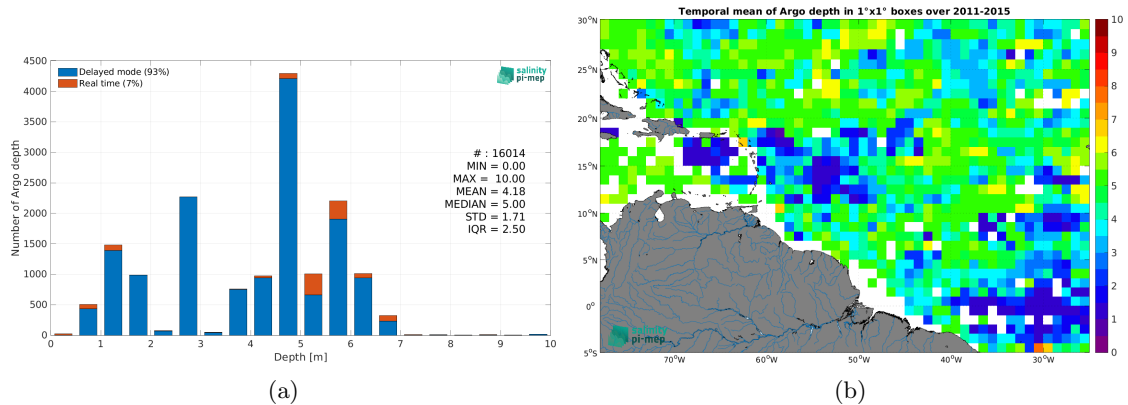 Delayed mode (93%)
Real time (7%)
salinity
pi-mep
# : 16014
MIN = 0.00
MAX = 10.00
MEAN = 4.18
MEDIAN = 5.00
STD = 1.71
IQR = 2.50
Number of Argo depth
4500
4000
3500
3000
2500
2000
1500
1000
500
0
0 1 2 3 4 5 6 7 8 9 10
Depth [m]
(a)
Temporal mean of Argo depth in 1°x1° boxes over 2011-2015
30°N
25°N
20°N
15°N
10°N
5°N
0°
5°S
70°W 60°W 50°W 40°W 30°W
salinity
pi-mep
10
9
8
7
6
5
4
3
2
1
0
(b)